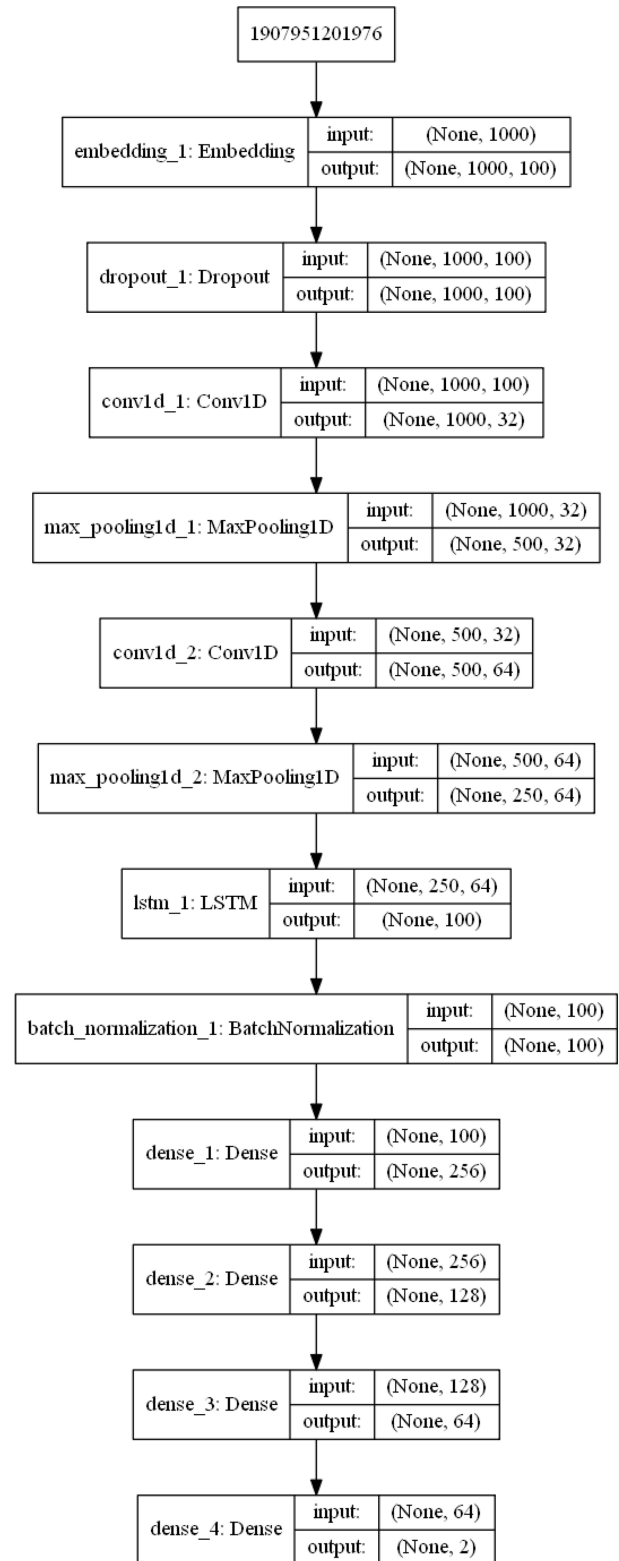 1907951201976
embedding_1: Embedding
input: (None, 1000)
output: (None, 1000, 100)
dropout_1: Dropout
input: (None, 1000, 100)
output: (None, 1000, 100)
conv1d_1: Conv1D
input: (None, 1000, 100)
output: (None, 1000, 32)
max_pooling1d_1: MaxPooling1D
input: (None, 1000, 32)
output: (None, 500, 32)
conv1d_2: Conv1D
input: (None, 500, 32)
output: (None, 500, 64)
max_pooling1d_2: MaxPooling1D
input: (None, 500, 64)
output: (None, 250, 64)
lstm_1: LSTM
input: (None, 250, 64)
output: (None, 100)
batch_normalization_1: BatchNormalization
input: (None, 100)
output: (None, 100)
dense_1: Dense
input: (None, 100)
output: (None, 256)
dense_2: Dense
input: (None, 256)
output: (None, 128)
dense_3: Dense
input: (None, 128)
output: (None, 64)
dense_4: Dense
input: (None, 64)
output: (None, 2)